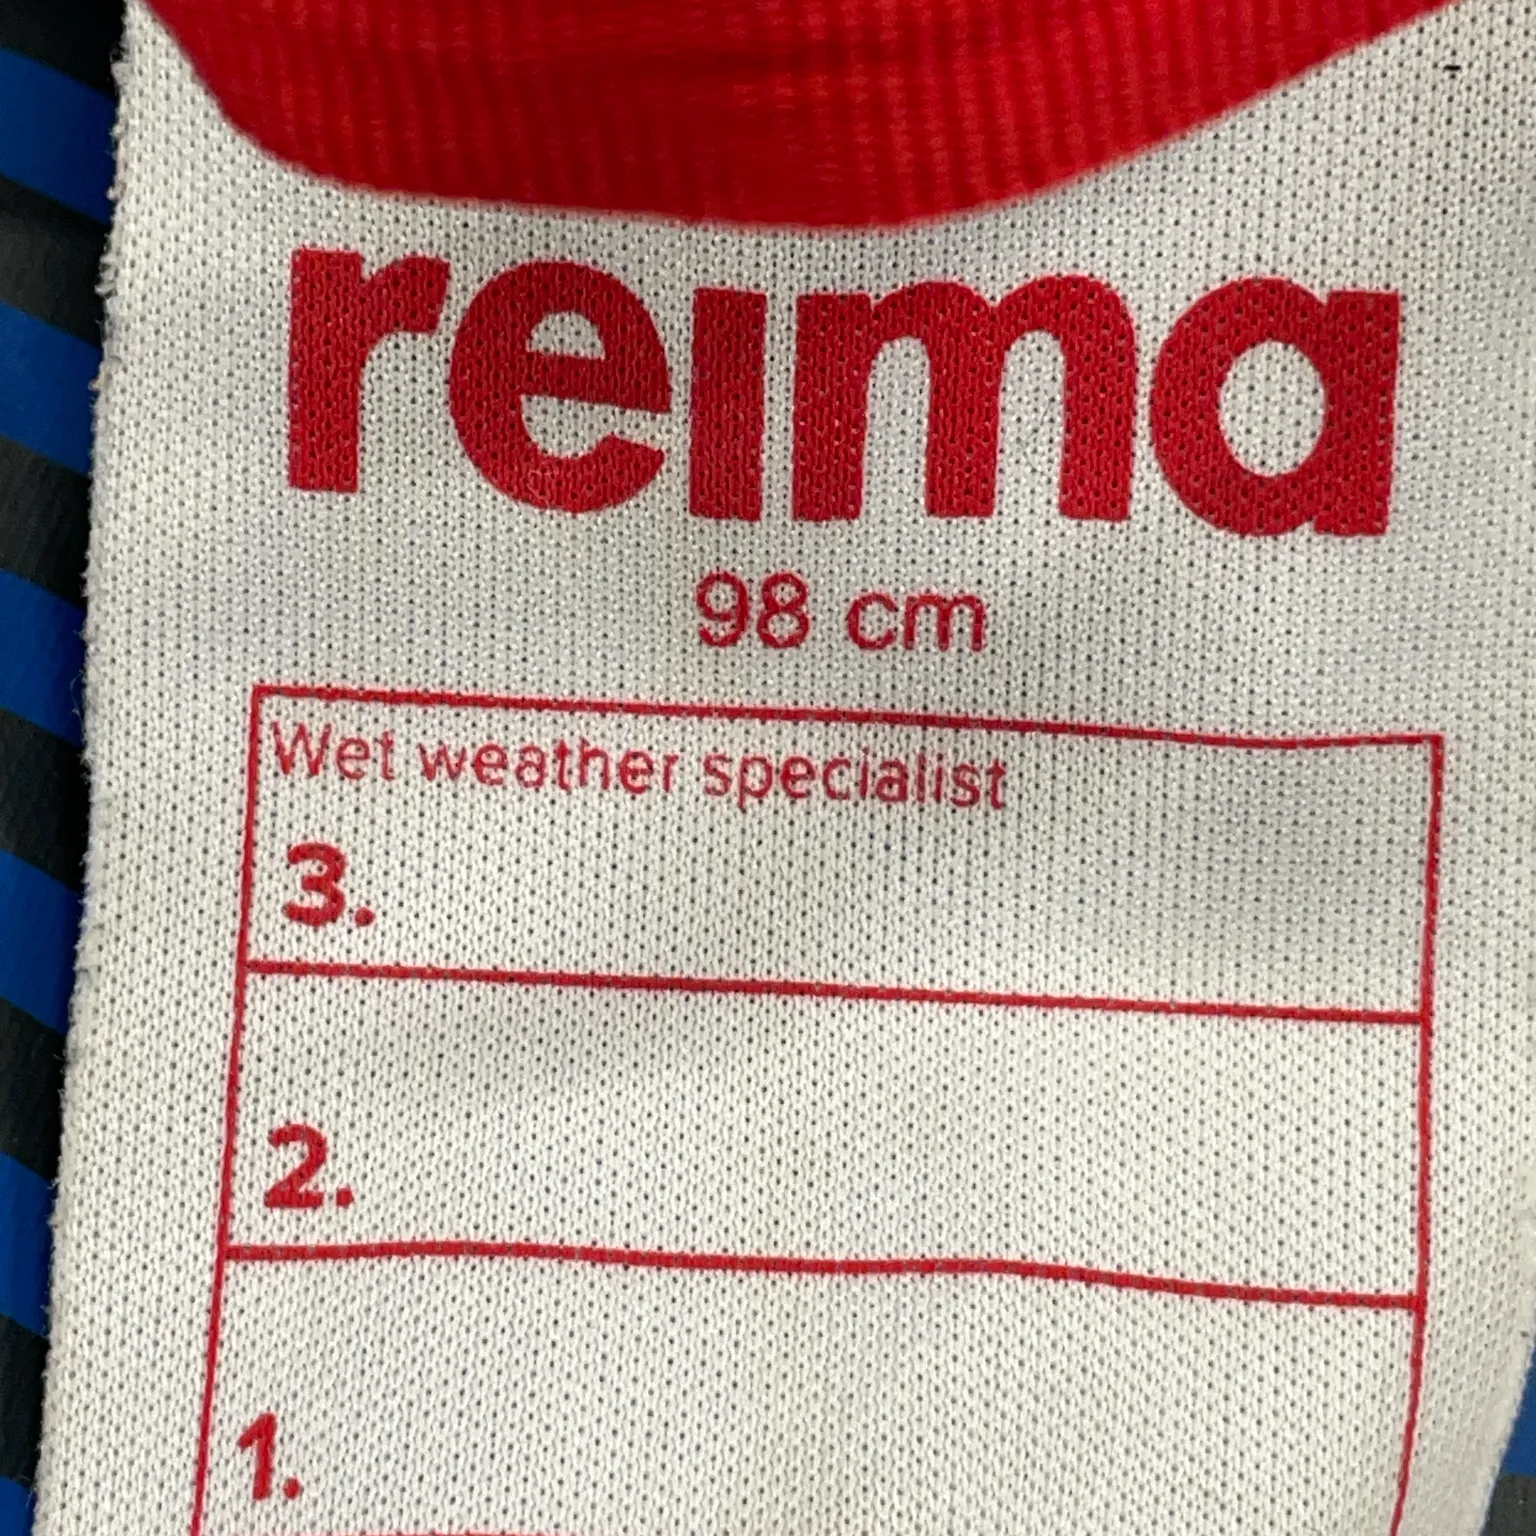 reima
98 cm
Wet weather specialist
3.
2.
1.